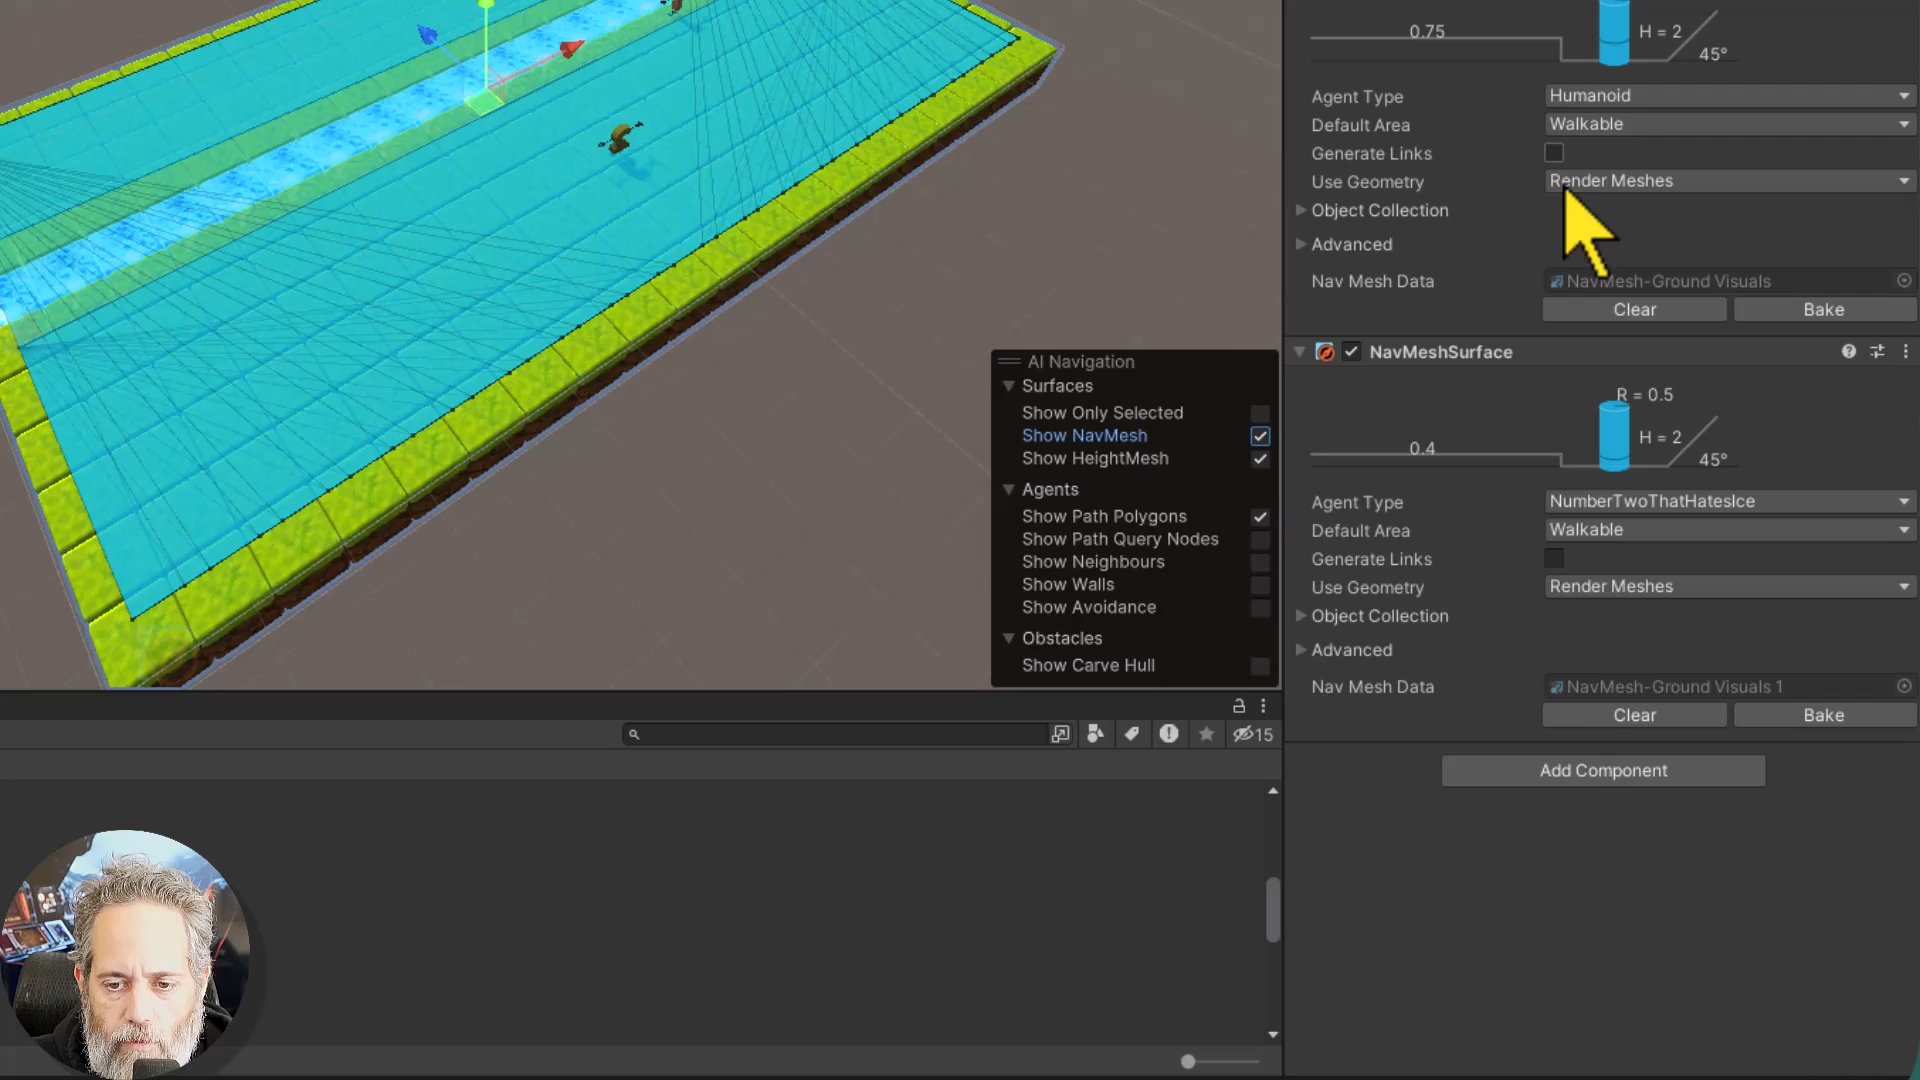 0.75
H = 2
45°
Agent Type
Humanoid
Default Area
Walkable
Generate Links
Use Geometry
Render Meshes
Object Collection
Advanced
Nav Mesh Data
NavMesh-Ground Visuals
Clear
Bake
NavMeshSurface
R = 0.5
0.4
H = 2
45°
Agent Type
NumberTwoThatHatesIce
Default Area
Walkable
Generate Links
Use Geometry
Render Meshes
Object Collection
Advanced
Nav Mesh Data
NavMesh-Ground Visuals 1
Clear
Bake
Add Component
AI Navigation
Surfaces
Show Only Selected
Show NavMesh
Show HeightMesh
Agents
Show Path Polygons
Show Path Query Nodes
Show Neighbours
Show Walls
Show Avoidance
Obstacles
Show Carve Hull
15